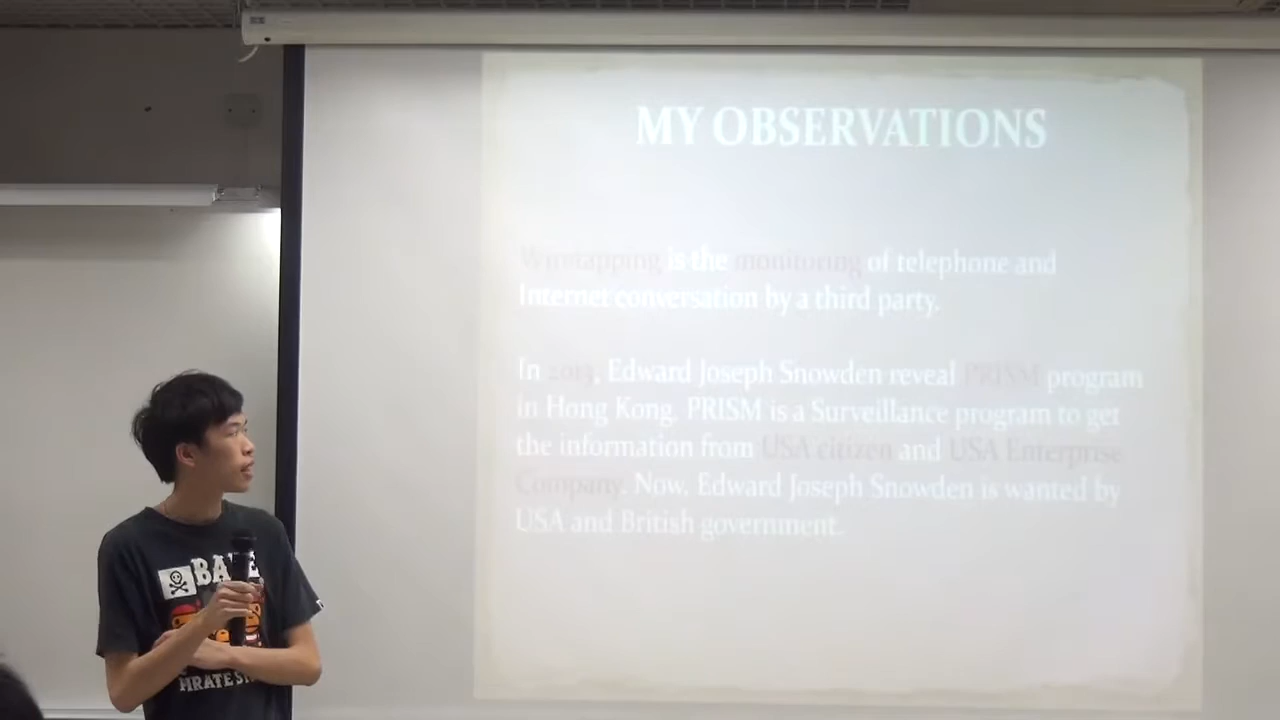 MY OBSERVATIONS
Wiretapping is the monitoring of telephone and
Internet conversation by a third party.
In 2013, Edward Joseph Snowden reveal PRISM program
in Hong Kong. PRISM is a Surveillance program to get
the information from USA citizen and USA Enterprise
Company. Now, Edward Joseph Snowden is wanted by
USA and British government.
PIRATE